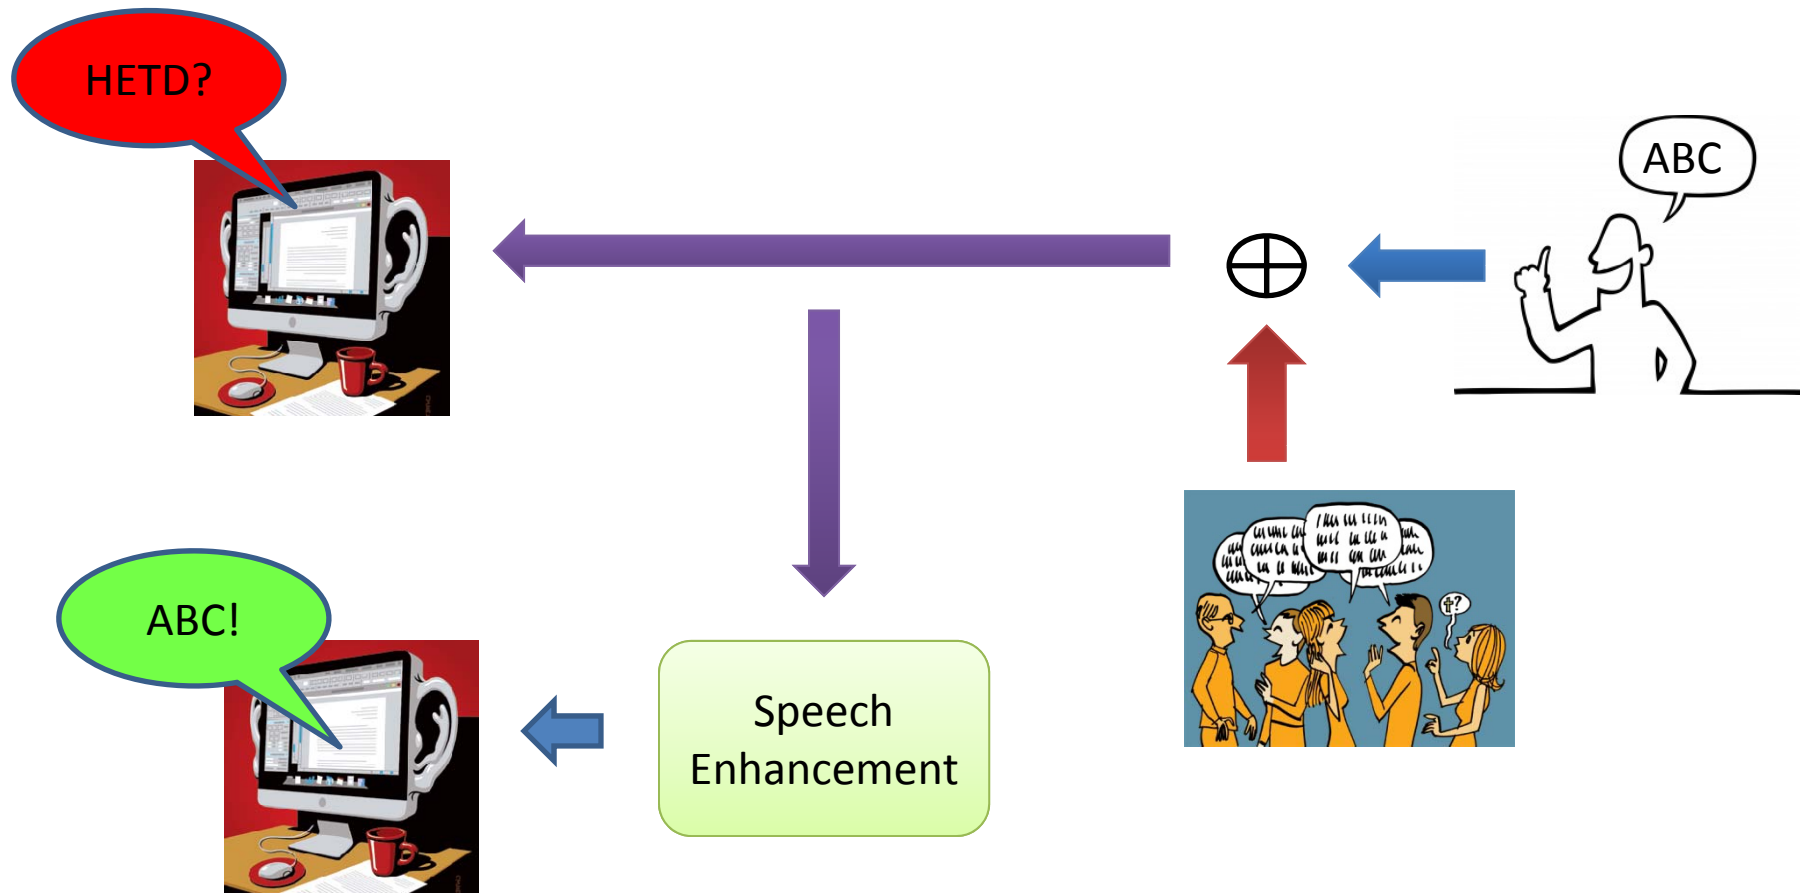 HETD?
ABC
ABC!
Speech
Enhancement
†?